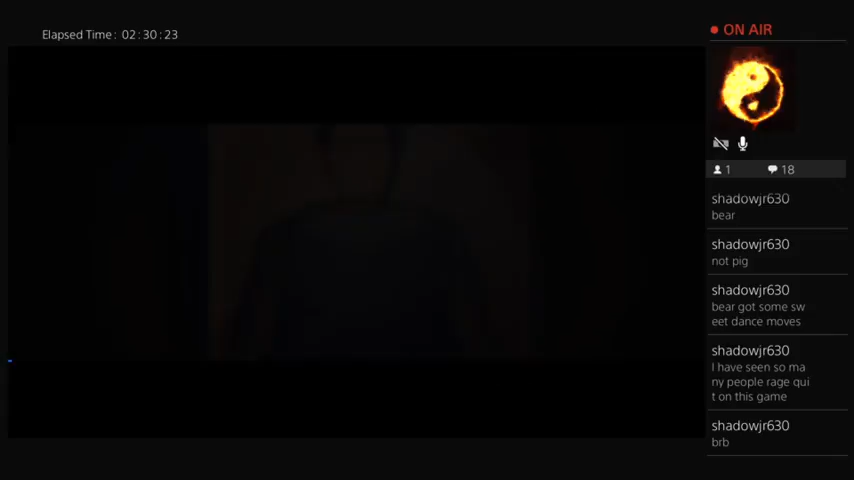 Elapsed Time: 02:30:23
ON AIR
1 18
shadowjr630
bear
shadowjr630
not pig
shadowjr630
bear got some sw
eet dance moves
shadowjr630
I have seen so ma
ny people rage qui
t on this game
shadowjr630
brb